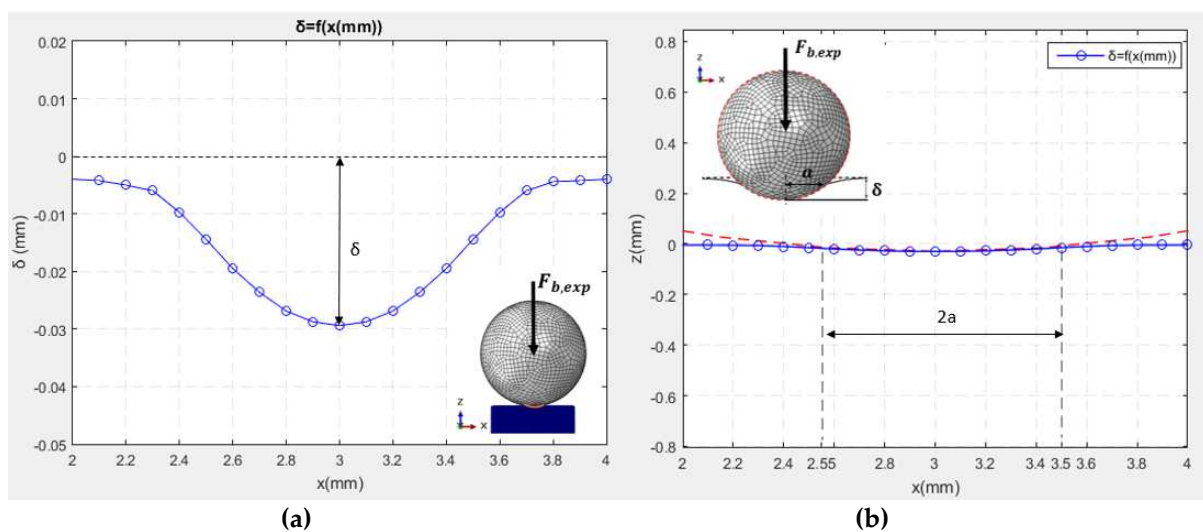 δ=f(x(mm))
0.02
0.01
0
-0.01
-0.02
-0.03
-0.04
-0.05
δ (mm)
δ
F_b,exp
z
x
2 2.2 2.4 2.6 2.8 3 3.2 3.4 3.6 3.8 4
x(mm)
(a)
0.8
0.6
0.4
0.2
0
-0.2
-0.4
-0.6
-0.8
z(mm)
z
x
F_b,exp
a
δ
δ=f(x(mm))
2a
2 2.2 2.4 2.55 2.8 3 3.2 3.4 3.5 3.6 3.8 4
x(mm)
(b)